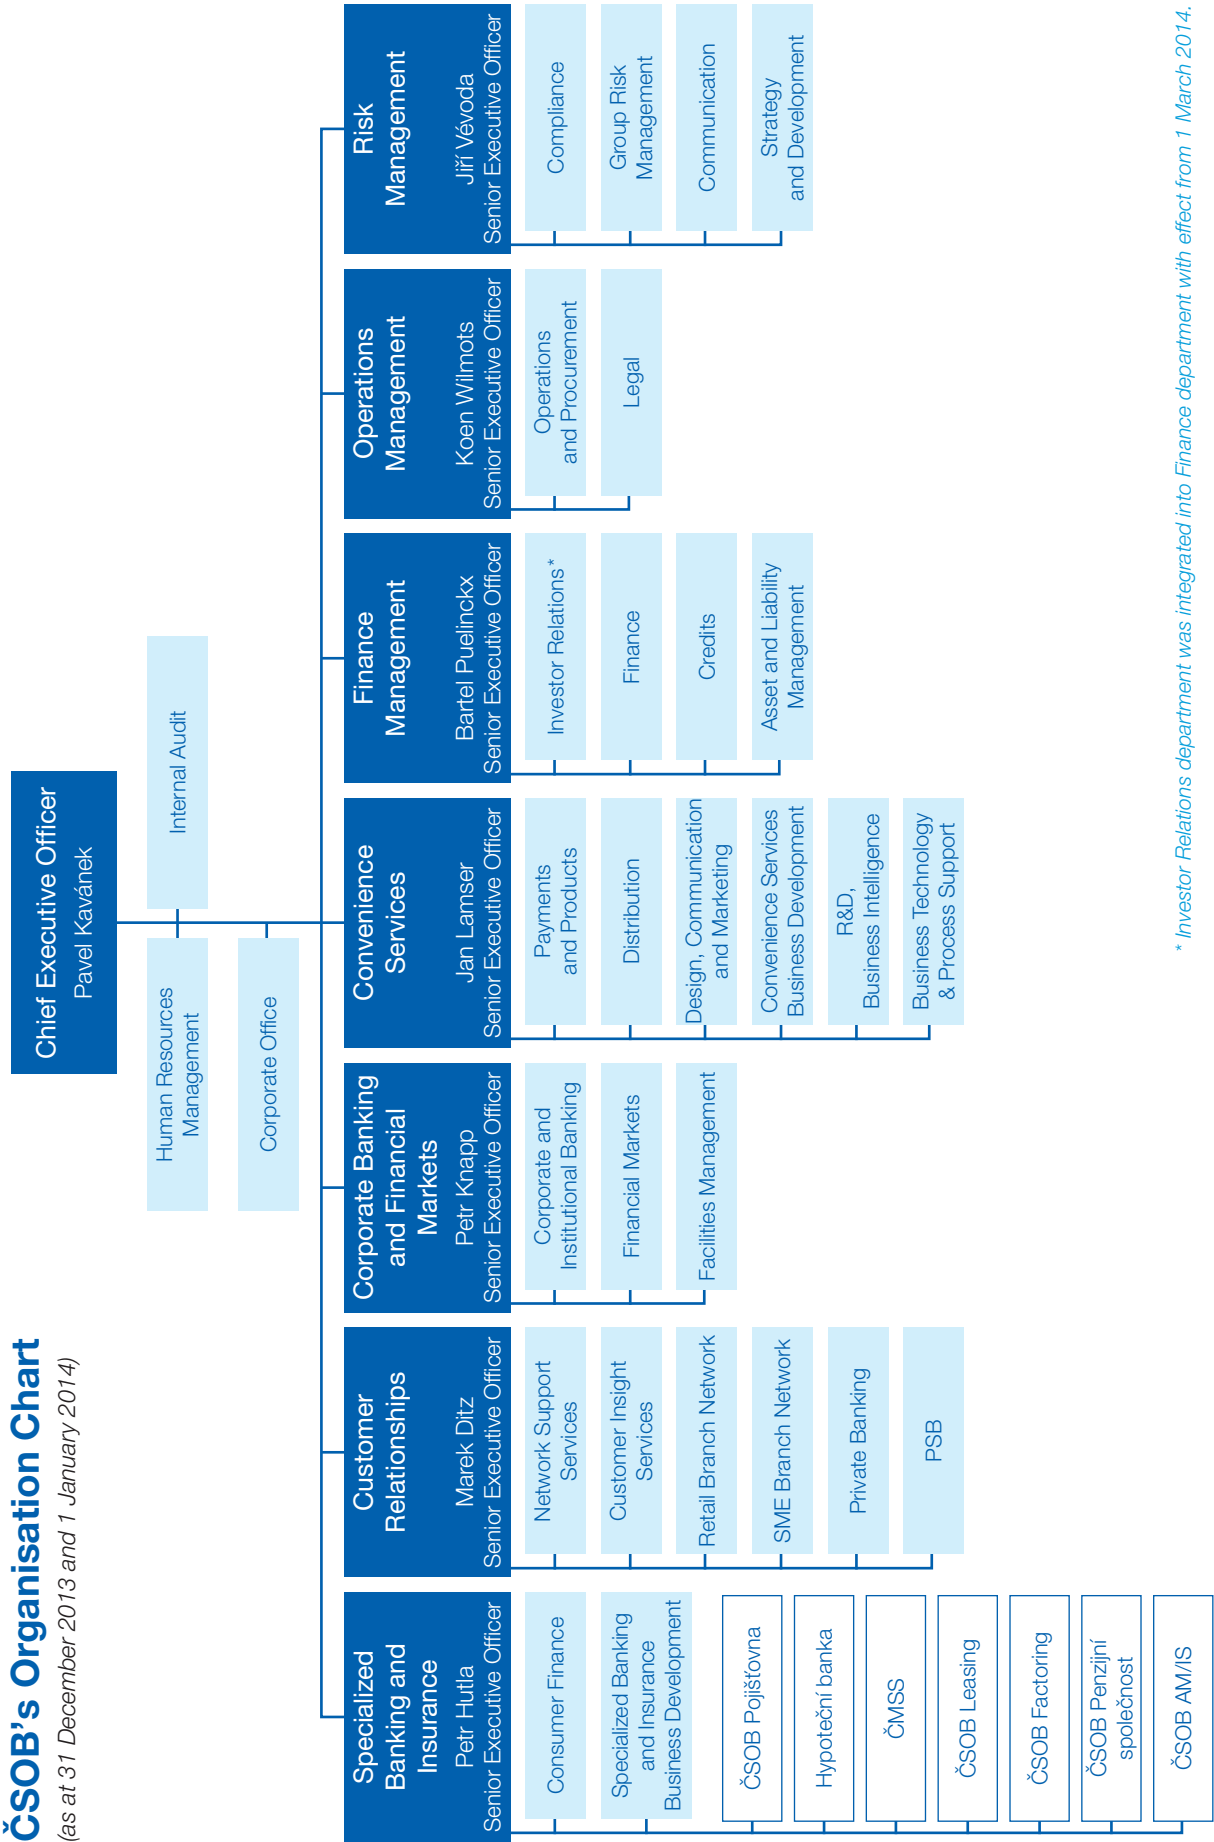 ČSOB's Organisation Chart
(as at 31 December 2013 and 1 January 2014)
Chief Executive Officer
Pavel Kavánek
Human Resources
Management
Internal Audit
Corporate Office
Specialized
Banking and
Insurance
Petr Hutla
Senior Executive Officer
Consumer Finance
Specialized Banking
and Insurance
Business Development
ČSOB Pojišťovna
Hypoteční banka
ČMSS
ČSOB Leasing
ČSOB Factoring
ČSOB Penzijní
společnost
ČSOB AM/IS
Customer
Relationships
Marek Ditz
Senior Executive Officer
Network Support
Services
Customer Insight
Services
Retail Branch Network
SME Branch Network
Private Banking
PSB
Corporate Banking
and Financial
Markets
Petr Knapp
Senior Executive Officer
Corporate and
Institutional Banking
Financial Markets
Facilities Management
Convenience
Services
Jan Lamser
Senior Executive Officer
Payments
and Products
Distribution
Design, Communication
and Marketing
Convenience Services
Business Development
R&D,
Business Intelligence
Business Technology
& Process Support
Finance
Management
Bartel Puelinckx
Senior Executive Officer
Investor Relations*
Finance
Credits
Asset and Liability
Management
Operations
Management
Koen Wilmots
Senior Executive Officer
Operations
and Procurement
Legal
Risk
Management
Jiří Vévoda
Senior Executive Officer
Compliance
Group Risk
Management
Communication
Strategy
and Development
* Investor Relations department was integrated into Finance department with effect from 1 March 2014.